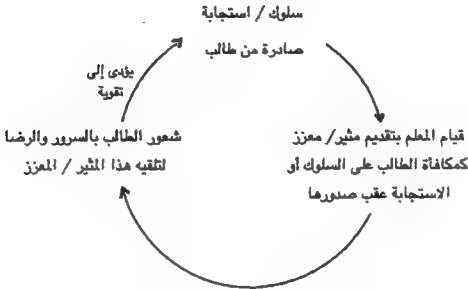 سلوك / استجابة
صادرة من طالب
يؤدى إلى
تقوية
قيام المعلم بتقديم مثير/ معزز
كمكافأة الطالب على السلوك أو
الاستجابة عقب صدورها
شعور الطالب بالسرور والرضا
لتلقيه هذا المثير / المعزز